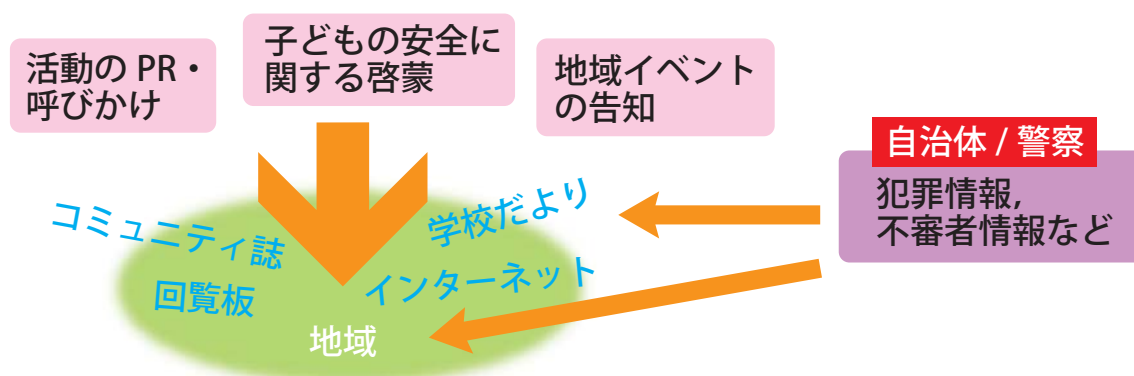 活動の PR・
呼びかけ
子どもの安全に
関する啓蒙
地域イベント
の告知
自治体 / 警察
犯罪情報,
不審者情報など
コミュニティ誌
学校だより
回覧板
インターネット
地域